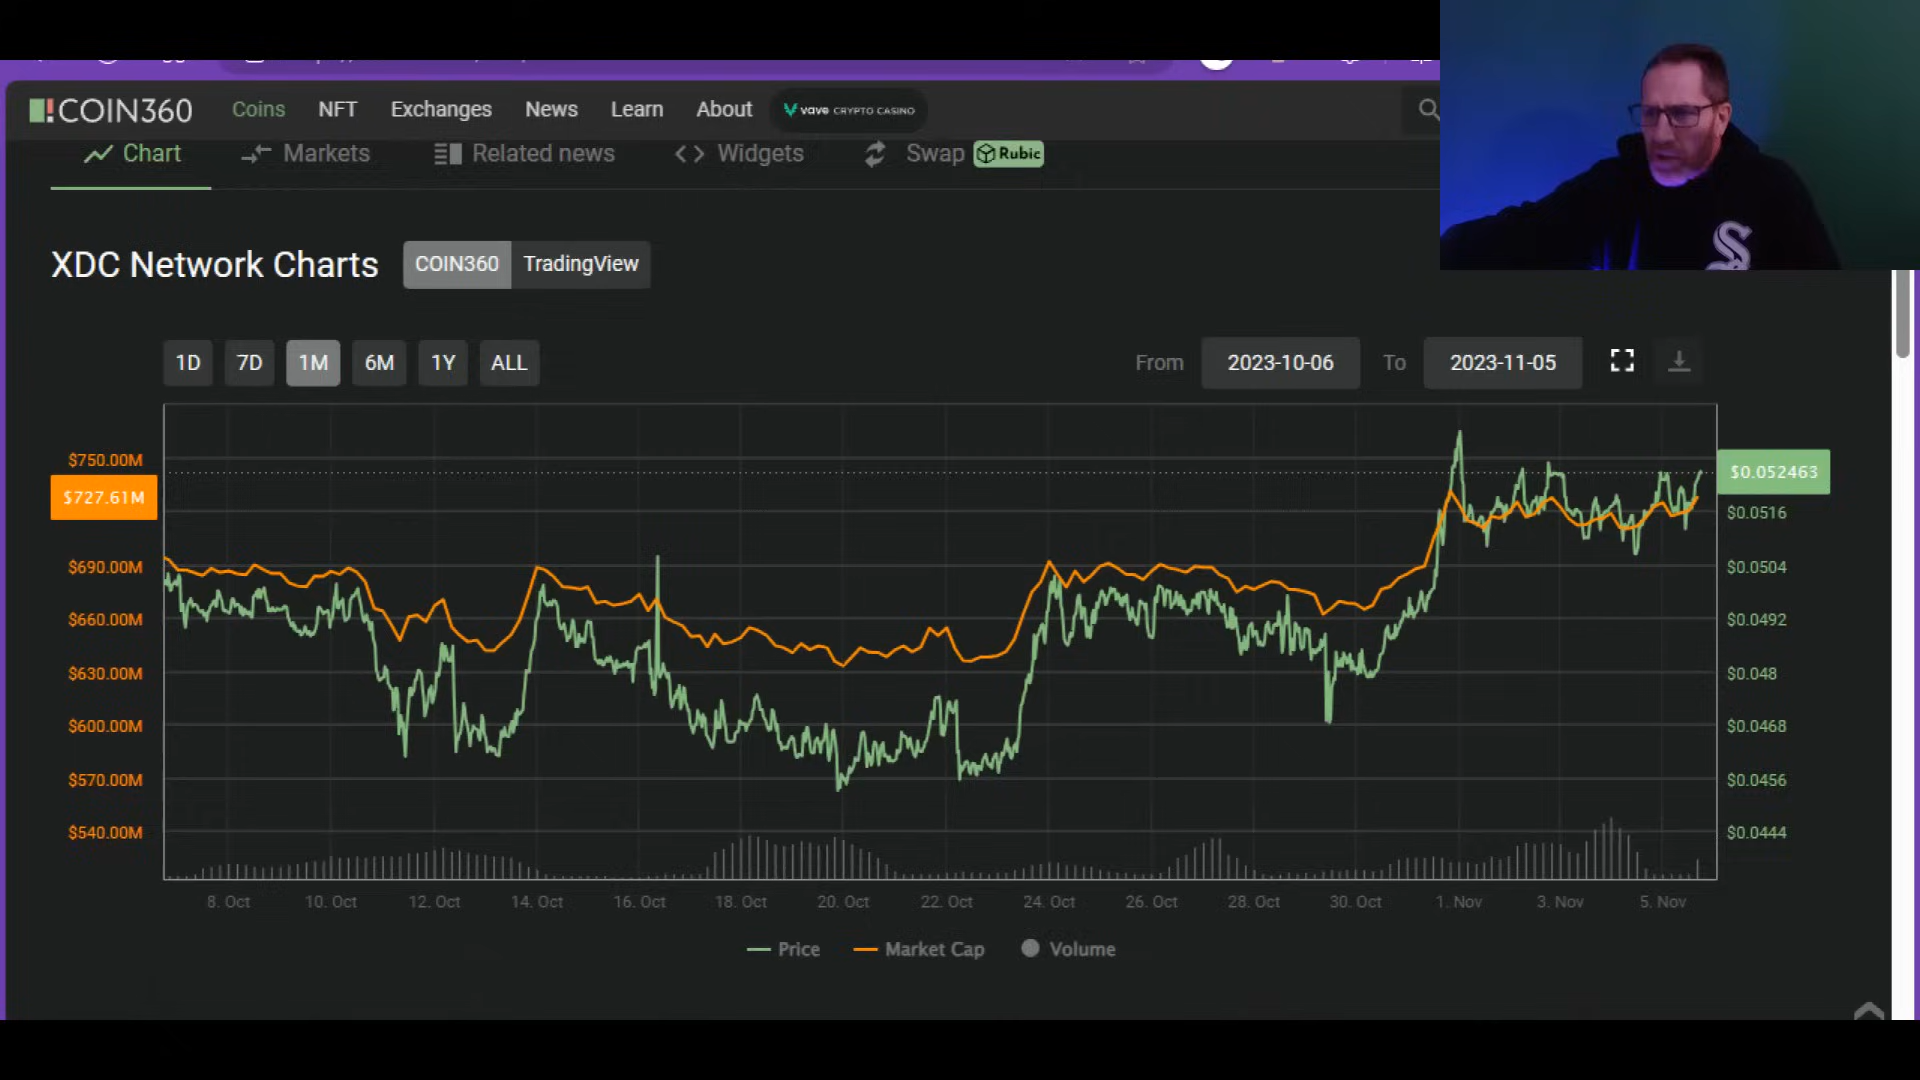 COIN360 Coins NFT Exchanges News Learn About vave CRYPTO CASINO
Chart Markets Related news Widgets Swap Rubic
XDC Network Charts COIN360 TradingView
1D 7D 1M 6M 1Y ALL From 2023-10-06 To 2023-11-05
$750.00M
$727.61M
$690.00M
$660.00M
$630.00M
$600.00M
$570.00M
$540.00M
$0.052463
$0.0516
$0.0504
$0.0492
$0.048
$0.0468
$0.0456
$0.0444
8. Oct 10. Oct 12. Oct 14. Oct 16. Oct 18. Oct 20. Oct 22. Oct 24. Oct 26. Oct 28. Oct 30. Oct 1. Nov 3. Nov 5. Nov
Price Market Cap Volume